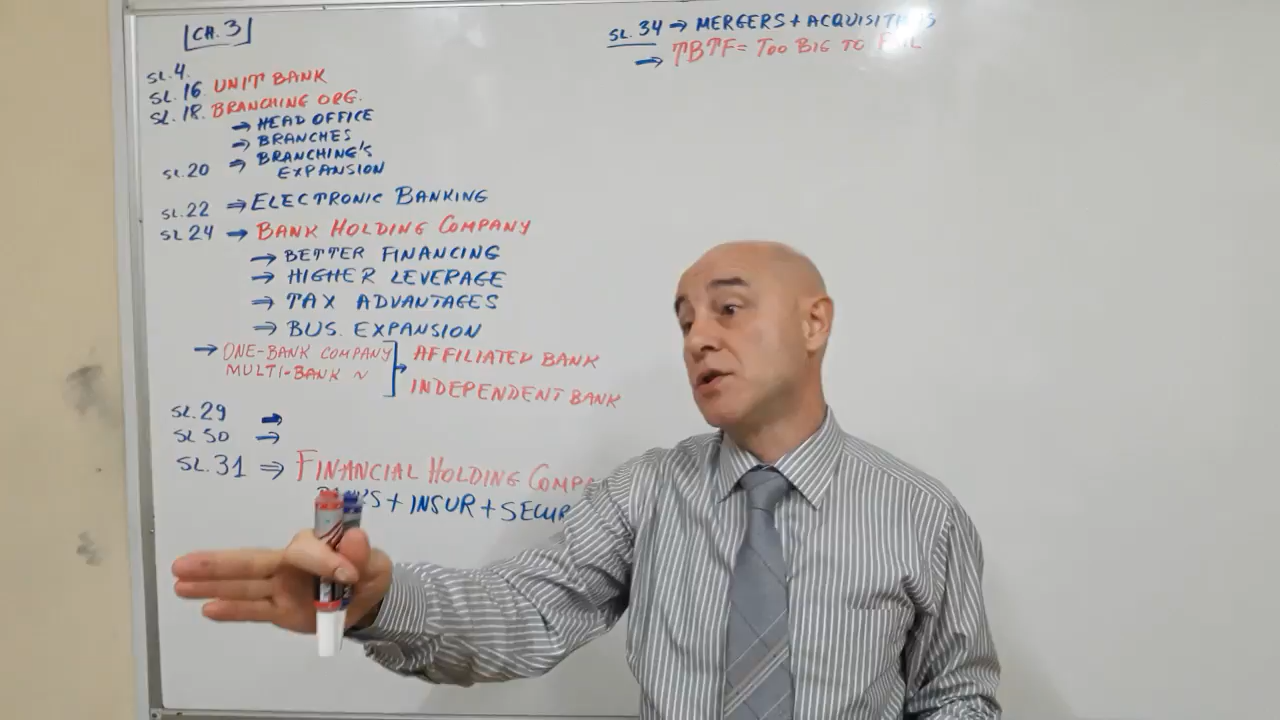 CH. 3
SL. 4.
SL. 16. UNIT BANK
SL. 18. BRANCHING ORG.
→ HEAD OFFICE
→ BRANCHES
SL. 20 → BRANCHING'S
EXPANSION
SL. 22 ⇒ ELECTRONIC BANKING
SL 24 → BANK HOLDING COMPANY
→ BETTER FINANCING
→ HIGHER LEVERAGE
→ TAX ADVANTAGES
⇒ BUS. EXPANSION
→ ONE-BANK COMPANY
MULTI-BANK ~
→ AFFILIATED BANK
INDEPENDENT BANK
SL. 29 →
SL 30 →
SL. 31 ⇒ FINANCIAL HOLDING
+ INSUR +
SL. 34 → MERGERS + ACQUISITIONS
→ TBTF = TOO BIG TO